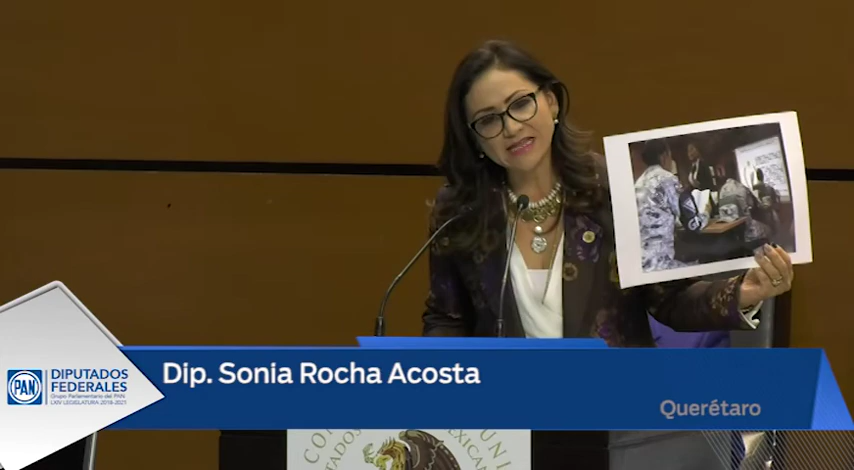 Dip. Sonia Rocha Acosta
PAN
DIPUTADOS
FEDERALES
Grupo Parlamentario del PAN
LXIV LEGISLATURA 2018-2021
Querétaro